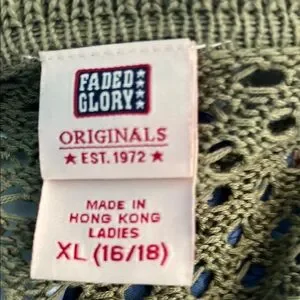 FADED
GLORY
ORIGINALS
★ EST. 1972 ★
MADE IN
HONG KONG
LADIES
XL (16/18)